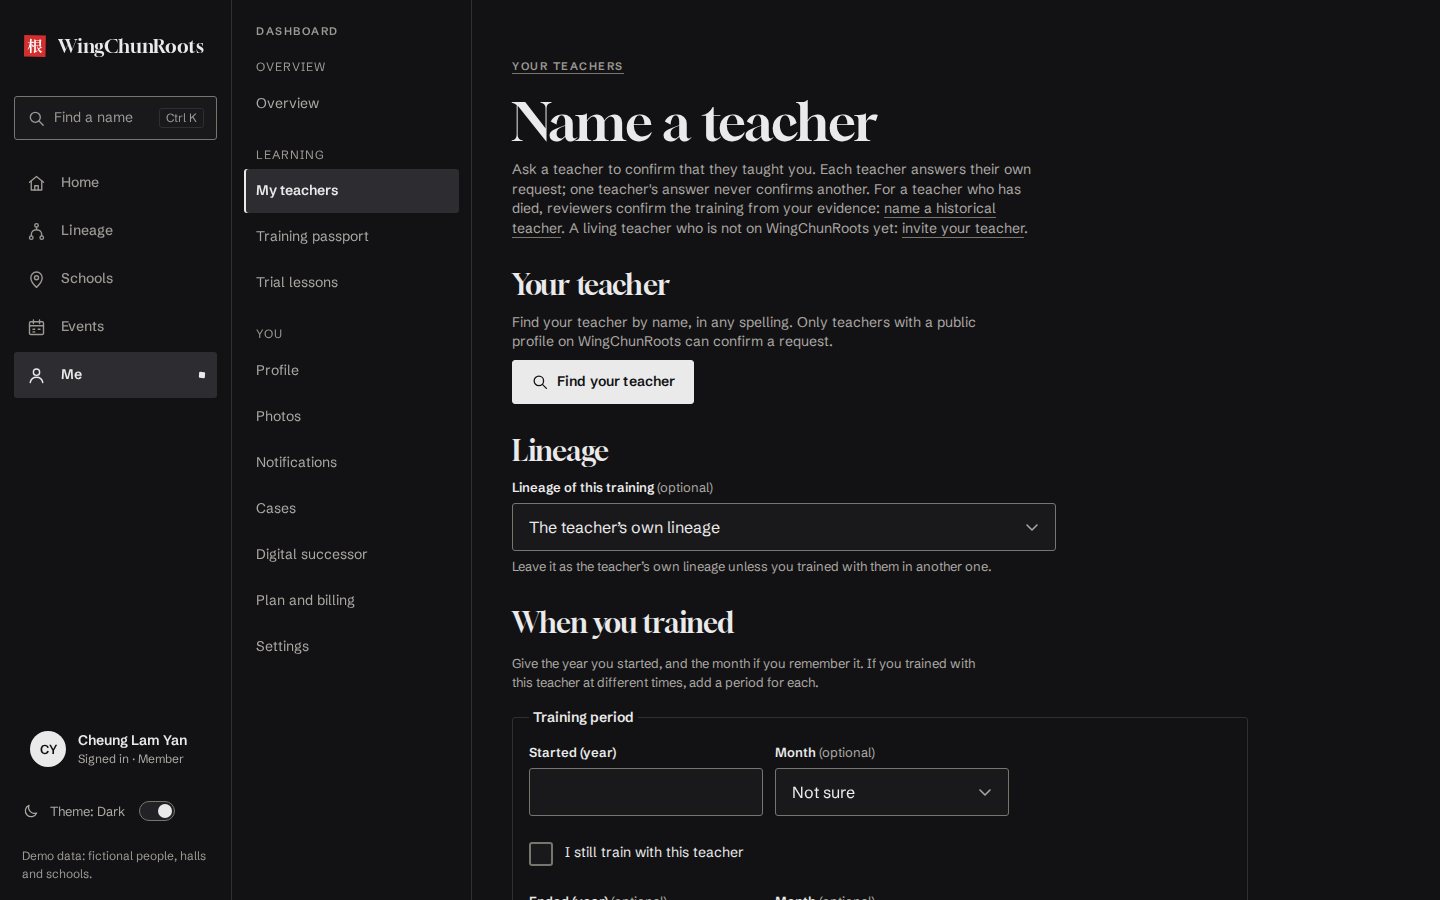 根 WingChunRoots
Find a name Ctrl K
Home
Lineage
Schools
Events
Me
CY
Cheung Lam Yan
Signed in · Member
Theme: Dark
Demo data: fictional people, halls
and schools.
DASHBOARD
OVERVIEW
Overview
LEARNING
My teachers
Training passport
Trial lessons
YOU
Profile
Photos
Notifications
Cases
Digital successor
Plan and billing
Settings
YOUR TEACHERS
Name a teacher
Ask a teacher to confirm that they taught you. Each teacher answers their own
request; one teacher's answer never confirms another. For a teacher who has
died, reviewers confirm the training from your evidence: name a historical
teacher. A living teacher who is not on WingChunRoots yet: invite your teacher.
Your teacher
Find your teacher by name, in any spelling. Only teachers with a public
profile on WingChunRoots can confirm a request.
Find your teacher
Lineage
Lineage of this training (optional)
The teacher's own lineage
Leave it as the teacher's own lineage unless you trained with them in another one.
When you trained
Give the year you started, and the month if you remember it. If you trained with
this teacher at different times, add a period for each.
Training period
Started (year) Month (optional)
Not sure
I still train with this teacher
Ended (year) (optional) Month (optional)